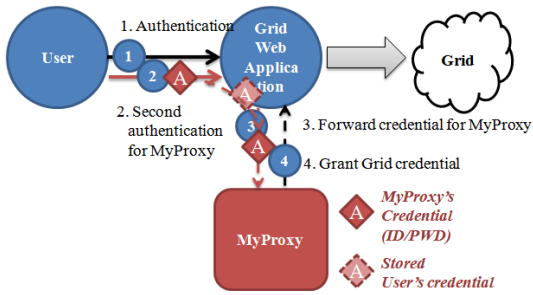 1. Authentication
User
Grid
Web
Applica
tion
Grid
1
2
A
A
2. Second
authentication
for MyProxy
3
A
4
3. Forward credential for MyProxy
4. Grant Grid credential
MyProxy
A
MyProxy's
Credential
(ID/PWD)
A
Stored
User's credential